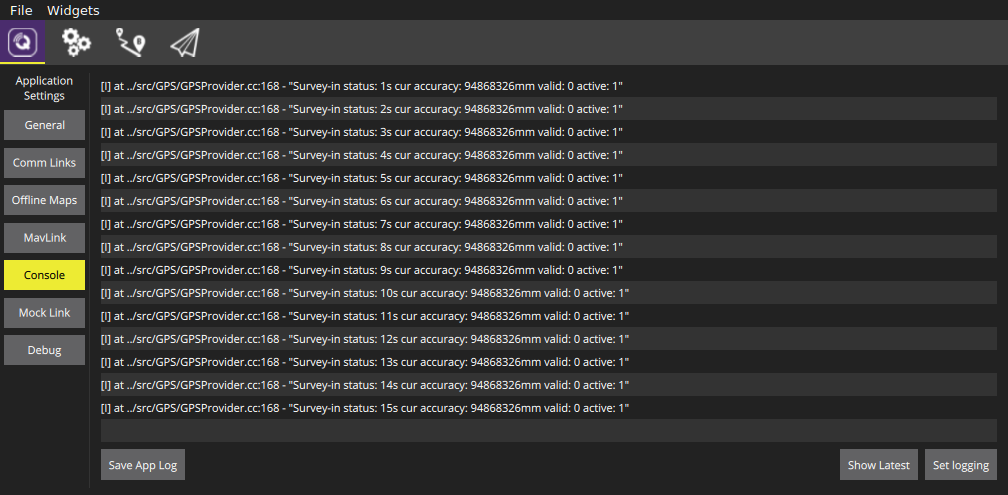 File Widgets
Application
Settings
General
Comm Links
Offline Maps
MavLink
Console
Mock Link
Debug
[I] at ../src/GPS/GPSProvider.cc:168 - "Survey-in status: 1s cur accuracy: 94868326mm valid: 0 active: 1"
[I] at ../src/GPS/GPSProvider.cc:168 - "Survey-in status: 2s cur accuracy: 94868326mm valid: 0 active: 1"
[I] at ../src/GPS/GPSProvider.cc:168 - "Survey-in status: 3s cur accuracy: 94868326mm valid: 0 active: 1"
[I] at ../src/GPS/GPSProvider.cc:168 - "Survey-in status: 4s cur accuracy: 94868326mm valid: 0 active: 1"
[I] at ../src/GPS/GPSProvider.cc:168 - "Survey-in status: 5s cur accuracy: 94868326mm valid: 0 active: 1"
[I] at ../src/GPS/GPSProvider.cc:168 - "Survey-in status: 6s cur accuracy: 94868326mm valid: 0 active: 1"
[I] at ../src/GPS/GPSProvider.cc:168 - "Survey-in status: 7s cur accuracy: 94868326mm valid: 0 active: 1"
[I] at ../src/GPS/GPSProvider.cc:168 - "Survey-in status: 8s cur accuracy: 94868326mm valid: 0 active: 1"
[I] at ../src/GPS/GPSProvider.cc:168 - "Survey-in status: 9s cur accuracy: 94868326mm valid: 0 active: 1"
[I] at ../src/GPS/GPSProvider.cc:168 - "Survey-in status: 10s cur accuracy: 94868326mm valid: 0 active: 1"
[I] at ../src/GPS/GPSProvider.cc:168 - "Survey-in status: 11s cur accuracy: 94868326mm valid: 0 active: 1"
[I] at ../src/GPS/GPSProvider.cc:168 - "Survey-in status: 12s cur accuracy: 94868326mm valid: 0 active: 1"
[I] at ../src/GPS/GPSProvider.cc:168 - "Survey-in status: 13s cur accuracy: 94868326mm valid: 0 active: 1"
[I] at ../src/GPS/GPSProvider.cc:168 - "Survey-in status: 14s cur accuracy: 94868326mm valid: 0 active: 1"
[I] at ../src/GPS/GPSProvider.cc:168 - "Survey-in status: 15s cur accuracy: 94868326mm valid: 0 active: 1"
Save App Log Show Latest Set logging